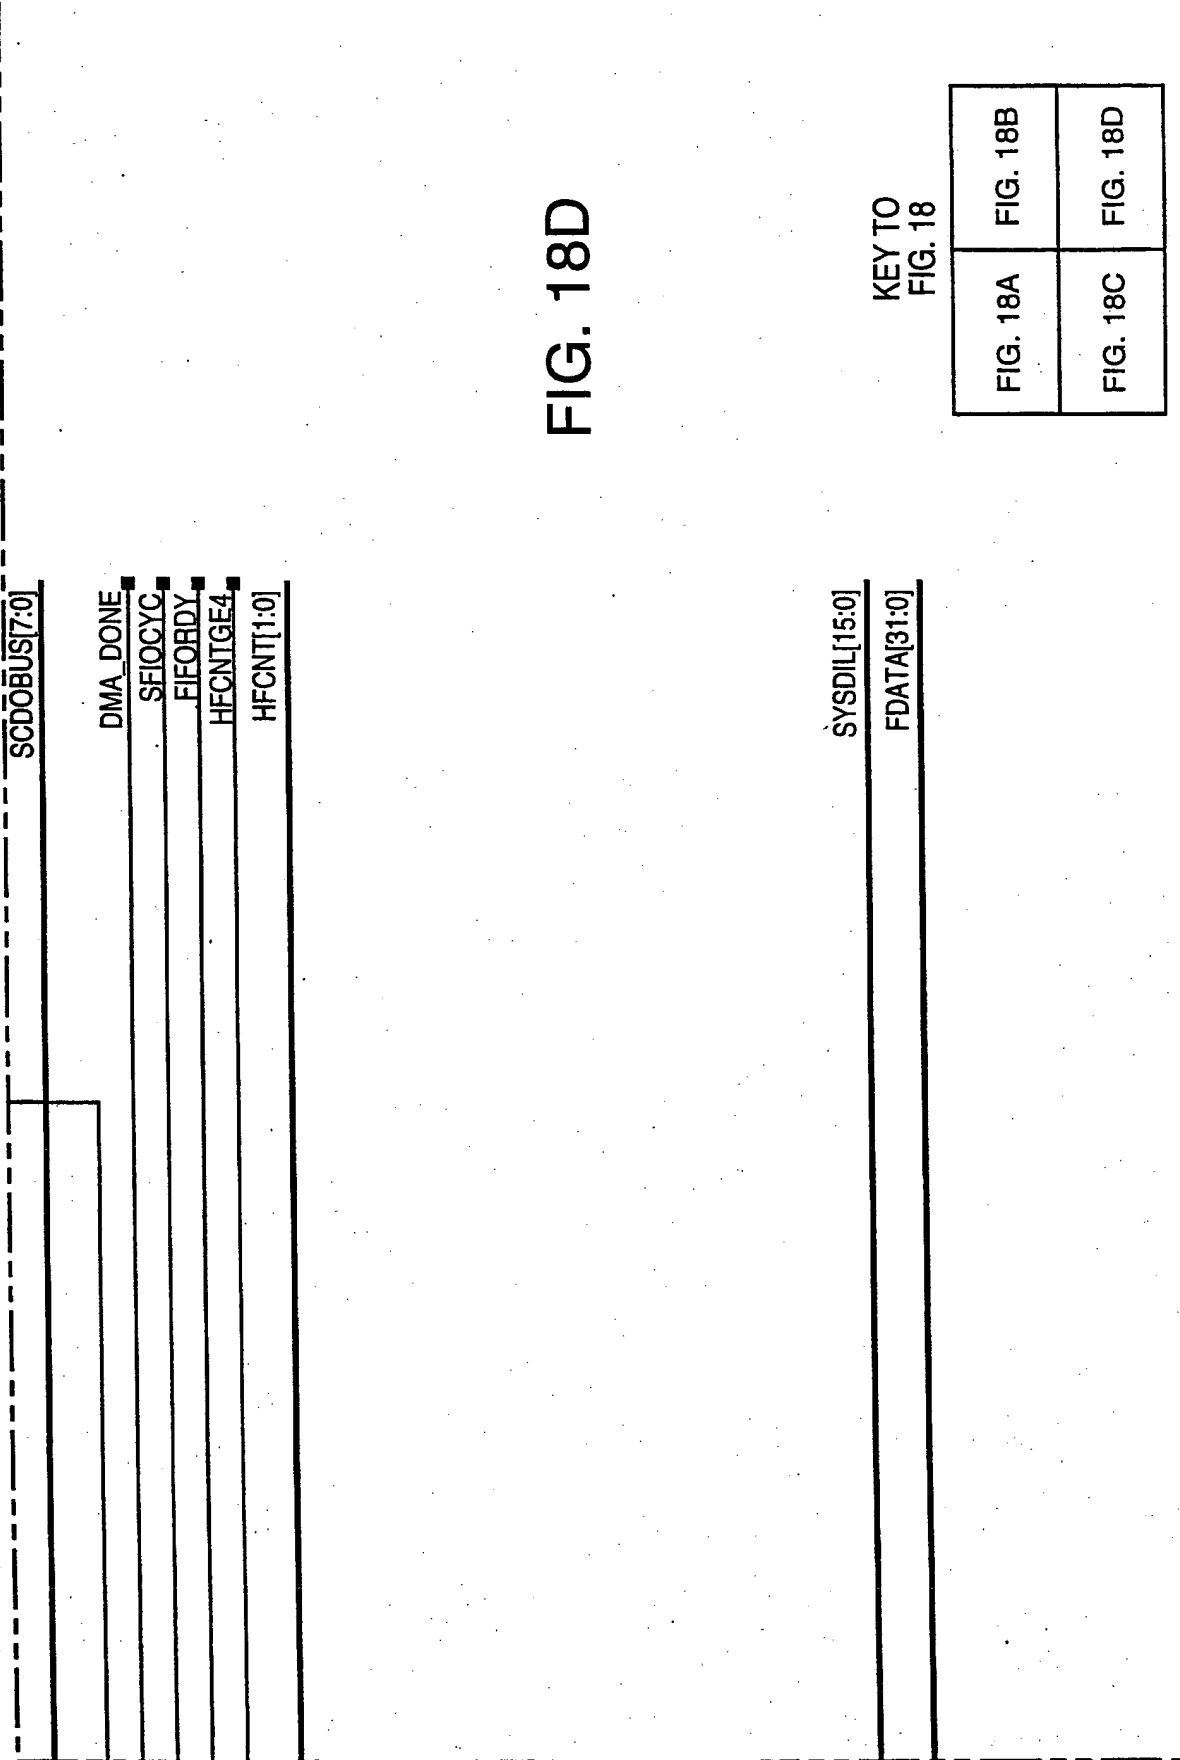 SCDOBUS[7:0]
DMA_DONE
SFIOCYC
FIFORDY
HFCNTGE4
HFCNT[1:0]
FIG. 18D
SYSDIL[15:0]
FDATA[31:0]
KEY TO
FIG. 18
FIG. 18A FIG. 18B
FIG. 18C FIG. 18D